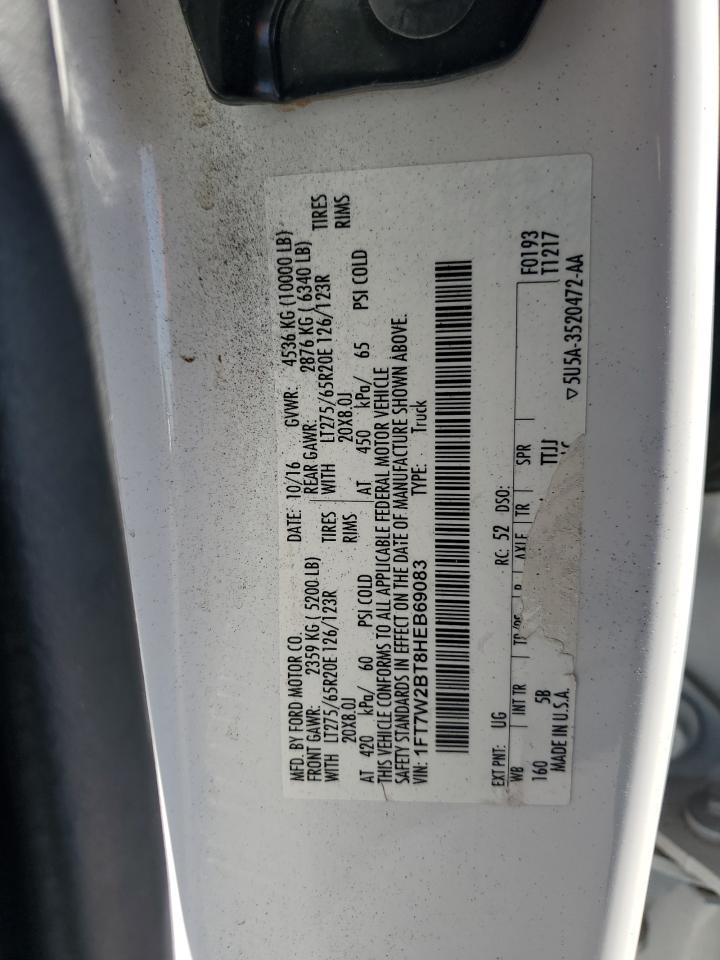 MFD. BY FORD MOTOR CO.
DATE: 10/16 GVWR: 4536 KG (10000 LB)
FRONT GAWR: 2359 KG ( 5200 LB) REAR GAWR: 2876 KG ( 6340 LB)
WITH LT275/65R20E 126/123R TIRES WITH LT275/65R20E 126/123R TIRES
20X8.0J RIMS 20X8.0J RIMS
AT 420 kPa/ 60 PSI COLD AT 450 kPa/ 65 PSI COLD
THIS VEHICLE CONFORMS TO ALL APPLICABLE FEDERAL MOTOR VEHICLE
SAFETY STANDARDS IN EFFECT ON THE DATE OF MANUFACTURE SHOWN ABOVE.
VIN: 1FT7W2BT8HEB69083 TYPE: Truck
EXT PNT: UG RC: 52 DSO:
WB INT TR AXLE TR SPR F0193
160 5B TTJJ T1217
MADE IN U.S.A. ▽5U5A-3520472-AA